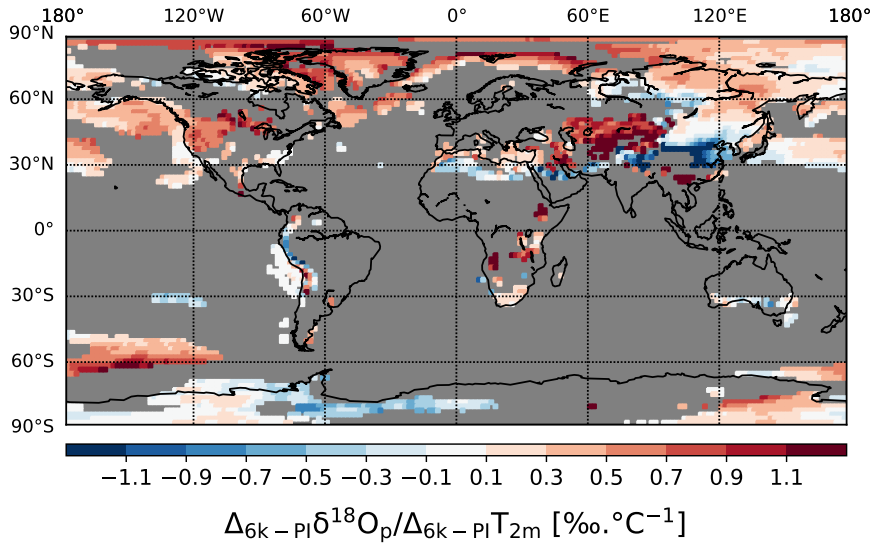 180° 120°W 60°W 0° 60°E 120°E 180°
90°N
60°N
30°N
0°
30°S
60°S
90°S
−1.1 −0.9 −0.7 −0.5 −0.3 −0.1 0.1 0.3 0.5 0.7 0.9 1.1
Δ₆ₖ₋ₚᵢδ¹⁸Oₚ/Δ₆ₖ₋ₚᵢT₂ₘ [‰.°C⁻¹]